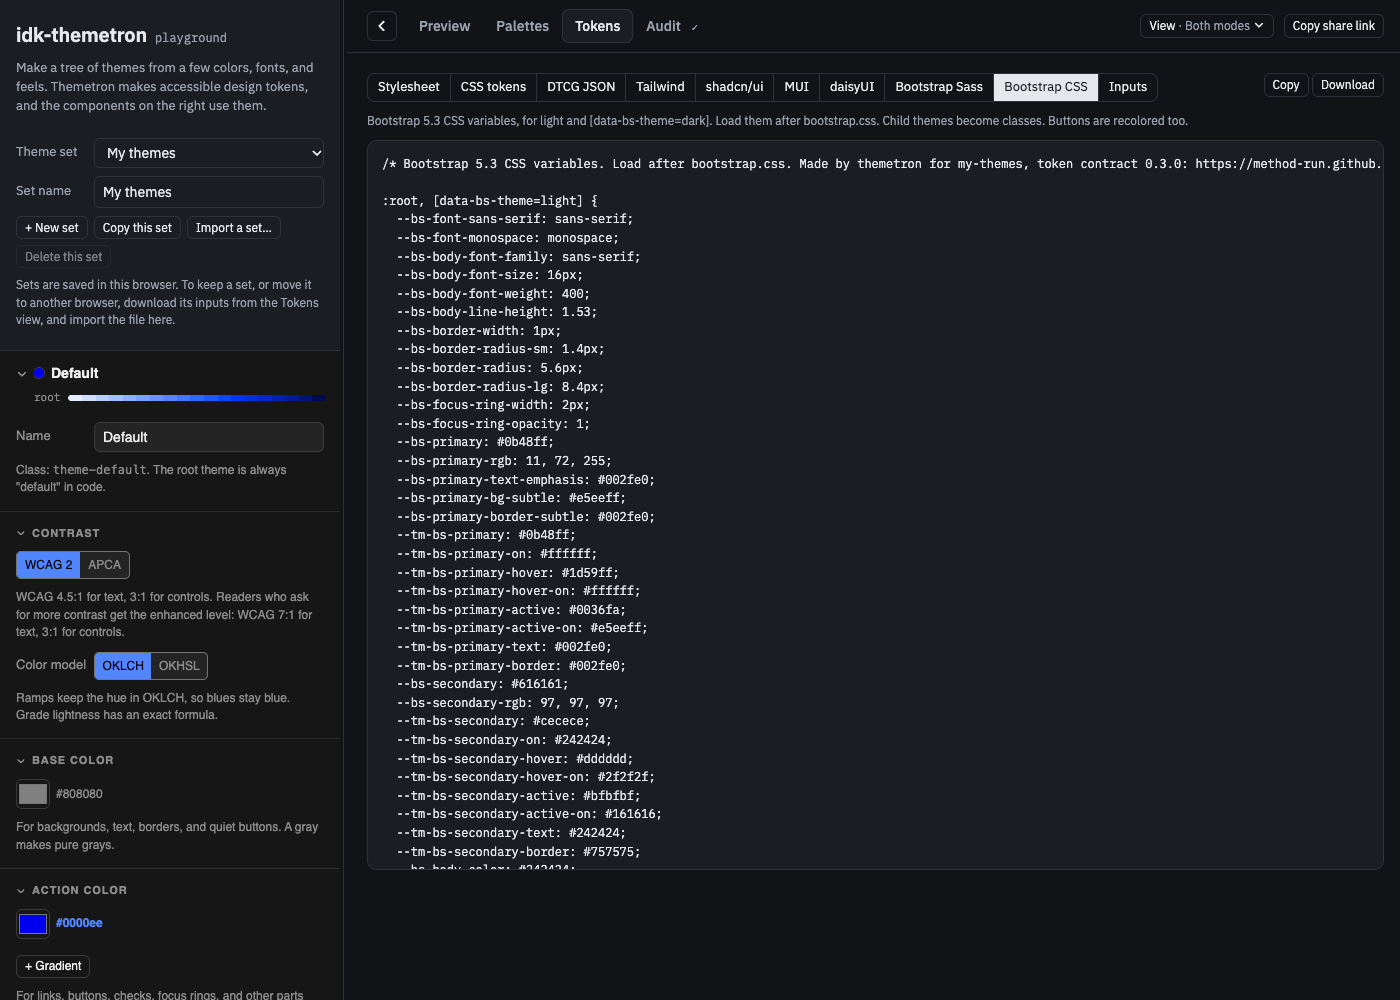 idk-themetron playground
Make a tree of themes from a few colors, fonts, and
feels. Themetron makes accessible design tokens,
and the components on the right use them.
Theme set
My themes
Set name
My themes
+ New set
Copy this set
Import a set...
Delete this set
Sets are saved in this browser. To keep a set, or move it
to another browser, download its inputs from the Tokens
view, and import the file here.
Default
root
Name
Default
Class: theme-default. The root theme is always
"default" in code.
CONTRAST
WCAG 2
APCA
WCAG 4.5:1 for text, 3:1 for controls. Readers who ask
for more contrast get the enhanced level: WCAG 7:1 for
text, 3:1 for controls.
Color model
OKLCH
OKHSL
Ramps keep the hue in OKLCH, so blues stay blue.
Grade lightness has an exact formula.
BASE COLOR
#808080
For backgrounds, text, borders, and quiet buttons. A gray
makes pure grays.
ACTION COLOR
#0000ee
+ Gradient
For links, buttons, checks, focus rings, and other parts
Preview
Palettes
Tokens
Audit ✓
View · Both modes
Copy share link
Stylesheet
CSS tokens
DTCG JSON
Tailwind
shadcn/ui
MUI
daisyUI
Bootstrap Sass
Bootstrap CSS
Inputs
Copy
Download
Bootstrap 5.3 CSS variables, for light and [data-bs-theme=dark]. Load them after bootstrap.css. Child themes become classes. Buttons are recolored too.
/* Bootstrap 5.3 CSS variables. Load after bootstrap.css. Made by themetron for my-themes, token contract 0.3.0: https://method-run.github.
:root, [data-bs-theme=light] {
--bs-font-sans-serif: sans-serif;
--bs-font-monospace: monospace;
--bs-body-font-family: sans-serif;
--bs-body-font-size: 16px;
--bs-body-font-weight: 400;
--bs-body-line-height: 1.53;
--bs-border-width: 1px;
--bs-border-radius-sm: 1.4px;
--bs-border-radius: 5.6px;
--bs-border-radius-lg: 8.4px;
--bs-focus-ring-width: 2px;
--bs-focus-ring-opacity: 1;
--bs-primary: #0b48ff;
--bs-primary-rgb: 11, 72, 255;
--bs-primary-text-emphasis: #002fe0;
--bs-primary-bg-subtle: #e5eeff;
--bs-primary-border-subtle: #002fe0;
--tm-bs-primary: #0b48ff;
--tm-bs-primary-on: #ffffff;
--tm-bs-primary-hover: #1d59ff;
--tm-bs-primary-hover-on: #ffffff;
--tm-bs-primary-active: #0036fa;
--tm-bs-primary-active-on: #e5eeff;
--tm-bs-primary-text: #002fe0;
--tm-bs-primary-border: #002fe0;
--bs-secondary: #616161;
--bs-secondary-rgb: 97, 97, 97;
--tm-bs-secondary: #cecece;
--tm-bs-secondary-on: #242424;
--tm-bs-secondary-hover: #dddddd;
--tm-bs-secondary-hover-on: #2f2f2f;
--tm-bs-secondary-active: #bfbfbf;
--tm-bs-secondary-active-on: #161616;
--tm-bs-secondary-text: #242424;
--tm-bs-secondary-border: #757575;
--bs-body-color: #242424;